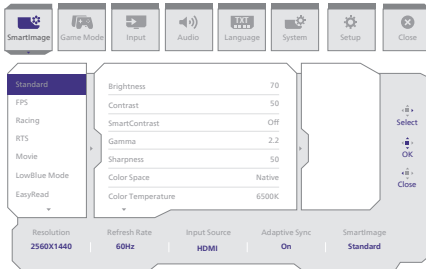 TXT
SmartImage Game Mode Input Audio Language System Setup Close
Standard
FPS
Racing
RTS
Movie
LowBlue Mode
EasyRead
Brightness 70
Contrast 50
SmartContrast Off
Gamma 2.2
Sharpness 50
Color Space Native
Color Temperature 6500K
Select
OK
Close
Resolution Refresh Rate Input Source Adaptive Sync SmartImage
2560X1440 60Hz HDMI On Standard